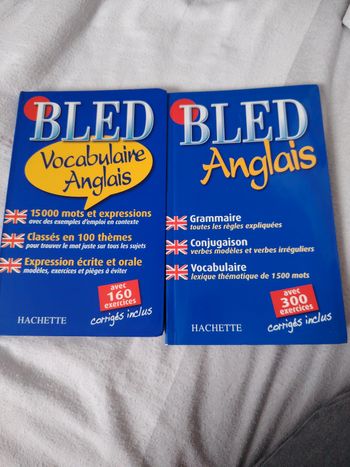 BLED
Vocabulaire
Anglais
15000 mots et expressions
avec des exemples d'emploi en contexte
Classés en 100 thèmes
pour trouver le mot juste sur tous les sujets
Expression écrite et orale
modèles, exercices et pièges à éviter
avec
160
exercices
corrigés inclus
HACHETTE
BLED
Anglais
Grammaire
toutes les règles expliquées
Conjugaison
verbes modèles et verbes irréguliers
Vocabulaire
lexique thématique de 1500 mots
avec
300
exercices
corrigés inclus
HACHETTE